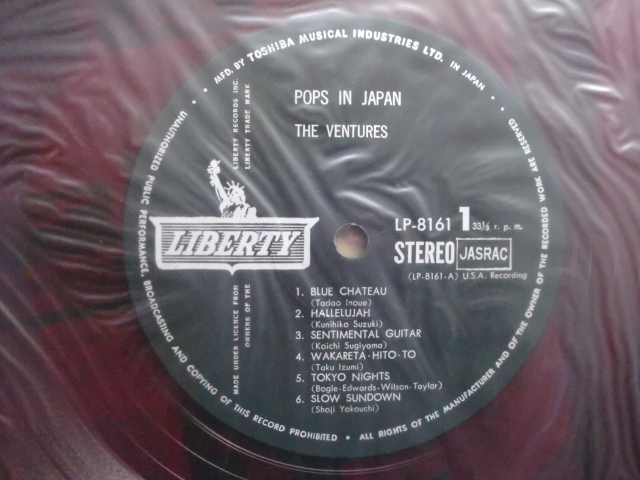 MFD. BY TOSHIBA MUSICAL INDUSTRIES LTD. IN JAPAN •
POPS IN JAPAN
THE VENTURES
LIBERTY RECORDS INC.
LIBERTY TRADE MARK
LIBERTY
MADE UNDER LICENCE FROM
OWNERS OF THE
LP-8161 1 33⅓ r. p. m.
STEREO JASRAC
(LP-8161-A) U.S.A. Recording
1. BLUE CHATEAU
(Tadao Inoue)
2. HALLELUJAH
(Kunihiko Suzuki)
3. SENTIMENTAL GUITAR
(Koichi Sugiyama)
4. WAKARETA-HITO-TO
(Taku Izumi)
5. TOKYO NIGHTS
(Bogle-Edwards-Wilson-Taylor)
6. SLOW SUNDOWN
(Shoji Yokouchi)
UNAUTHORIZED PUBLIC PERFORMANCE, BROADCASTING AND COPYING OF THIS RECORD PROHIBITED • ALL RIGHTS OF THE MANUFACTURER AND OF THE OWNER OF THE RECORDED WORK ARE RESERVED